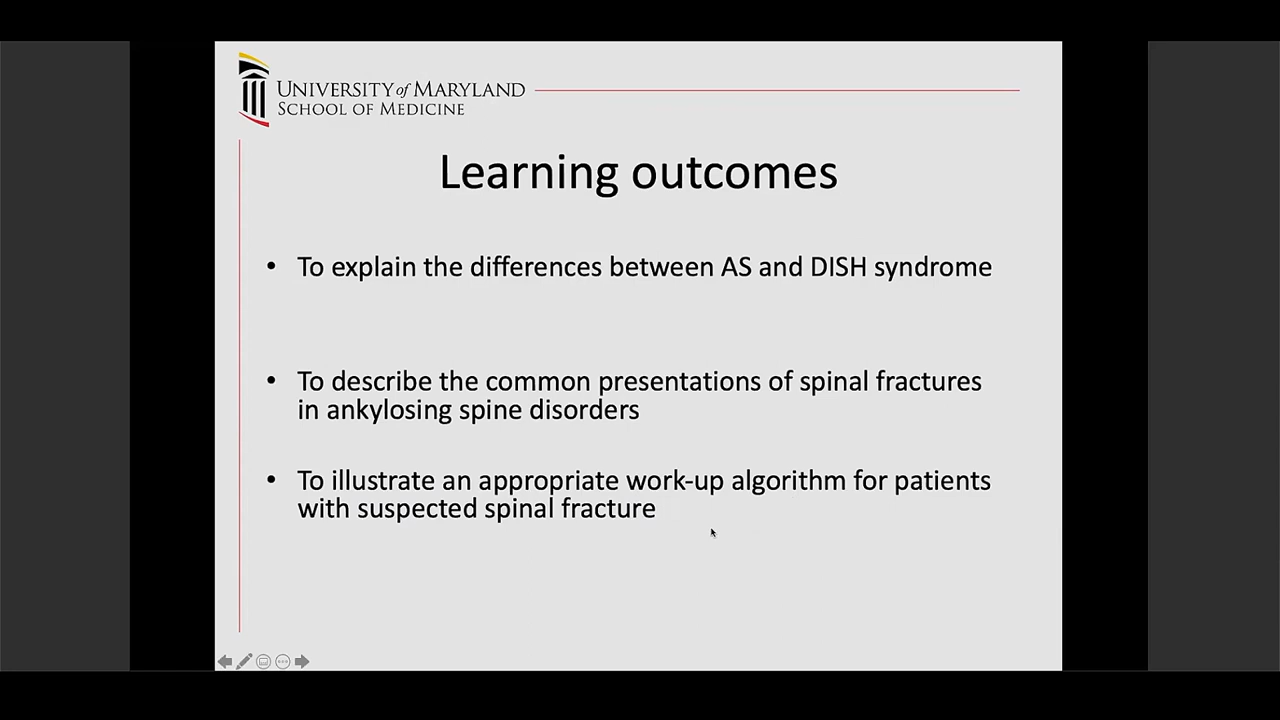 UNIVERSITY of MARYLAND
SCHOOL OF MEDICINE
Learning outcomes
• To explain the differences between AS and DISH syndrome
• To describe the common presentations of spinal fractures
in ankylosing spine disorders
• To illustrate an appropriate work-up algorithm for patients
with suspected spinal fracture